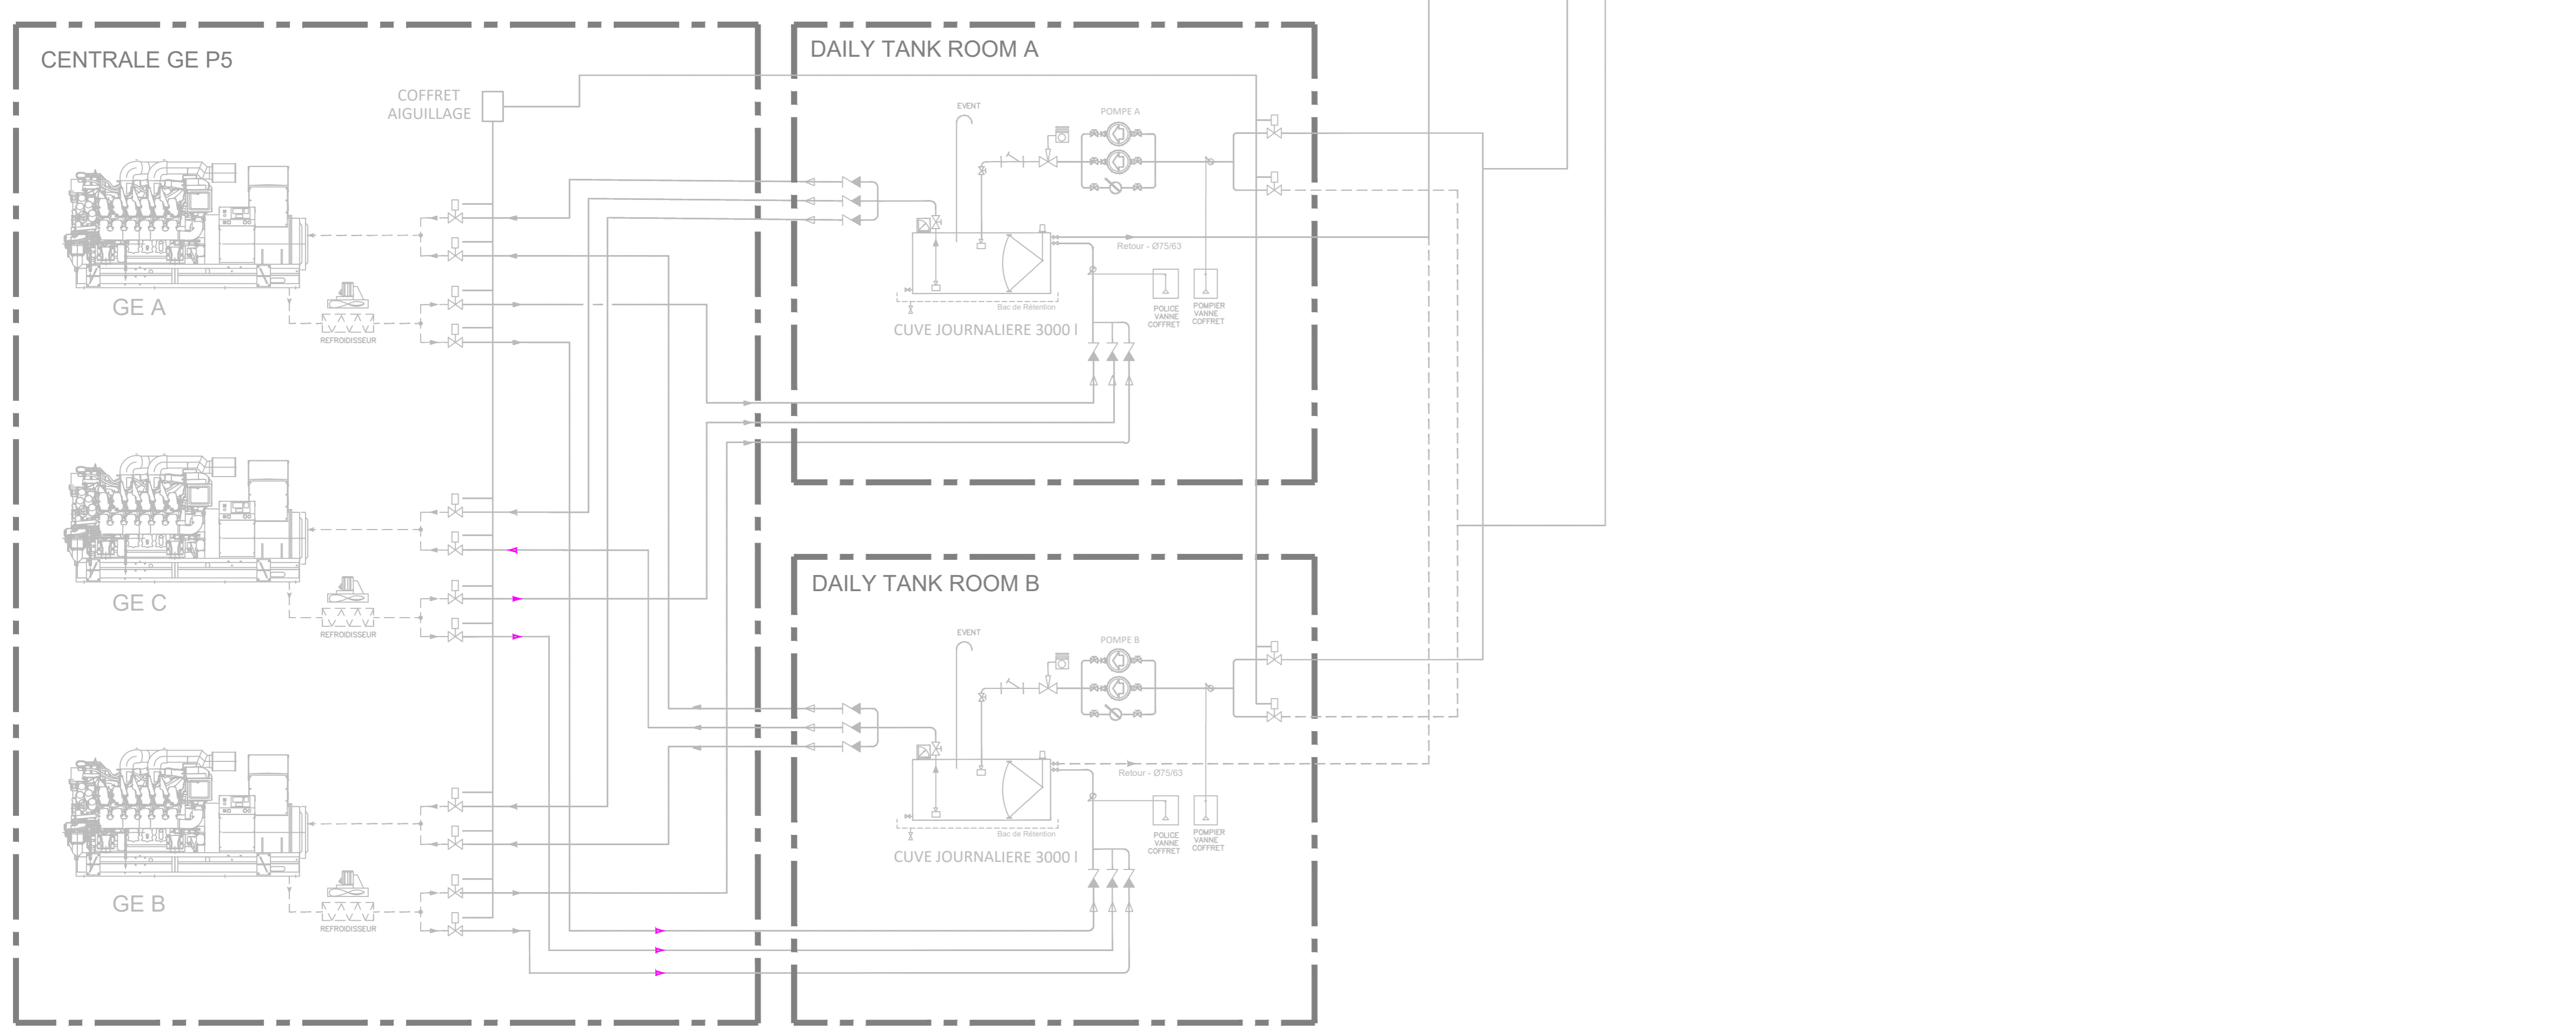 CENTRALE GE P5
COFFRET
AIGUILLAGE
GE A
REFROIDISSEUR
GE C
REFROIDISSEUR
GE B
REFROIDISSEUR
DAILY TANK ROOM A
EVENT
POMPE A
Retour - Ø75/63
Bac de Rétention
POLICE
VANNE
COFFRET
POMPIER
VANNE
COFFRET
CUVE JOURNALIERE 3000 l
DAILY TANK ROOM B
EVENT
POMPE B
Retour - Ø75/63
Bac de Rétention
POLICE
VANNE
COFFRET
POMPIER
VANNE
COFFRET
CUVE JOURNALIERE 3000 l